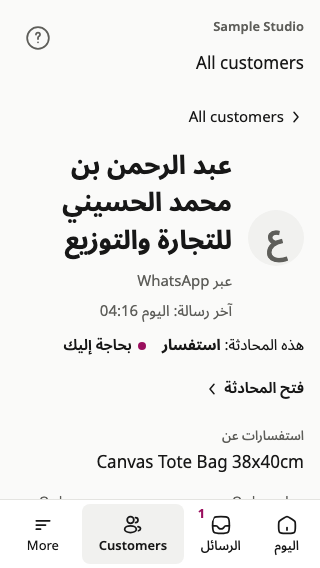 Sample Studio
All customers
All customers
عبد الرحمن بن
محمد الحسيني
للتجارة والتوزيع
ع
عبر WhatsApp
آخر رسالة: اليوم 04:16
هذه المحادثة: استفسار • بحاجة إليك
فتح المحادثة
استفسارات عن
Canvas Tote Bag 38x40cm
اليوم
1
الرسائل
Customers
More